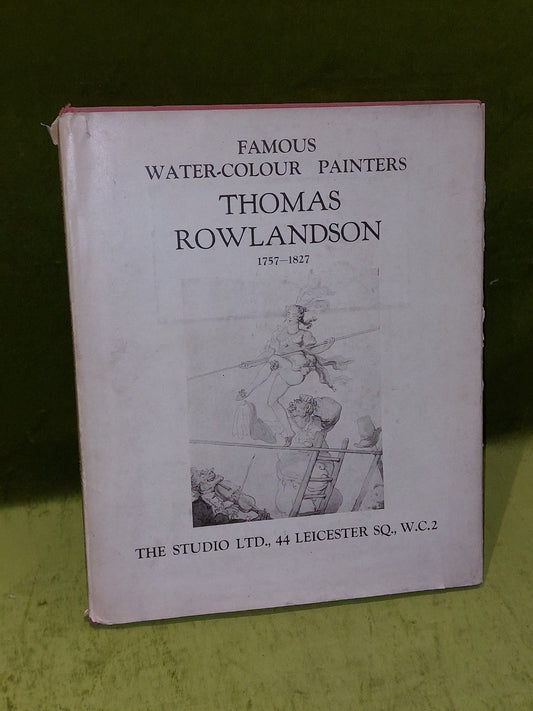 FAMOUS
WATER-COLOUR PAINTERS
THOMAS
ROWLANDSON
1757—1827
THE STUDIO LTD., 44 LEICESTER SQ., W.C.2